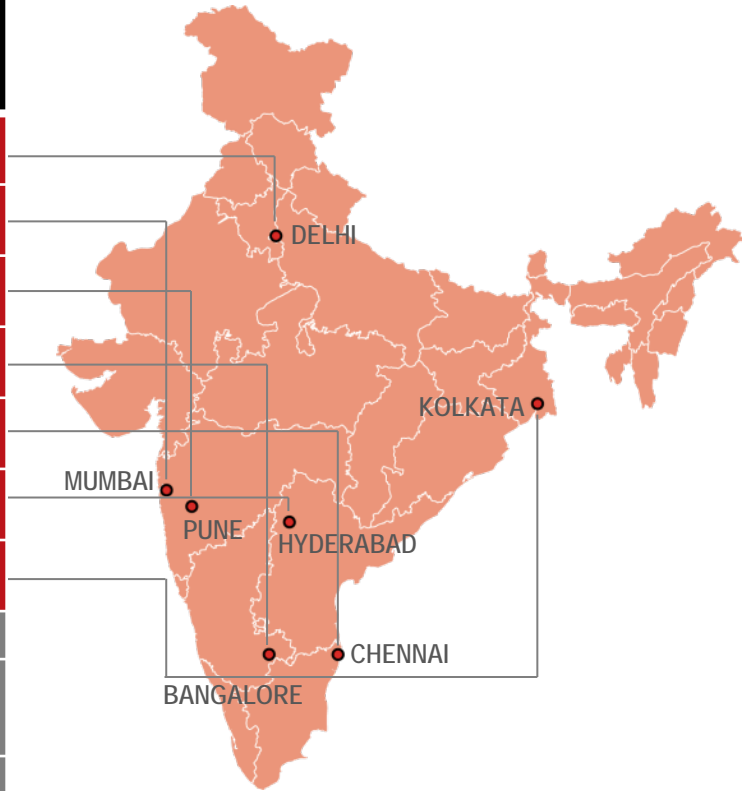 DELHI
KOLKATA
MUMBAI
PUNE
HYDERABAD
CHENNAI
BANGALORE